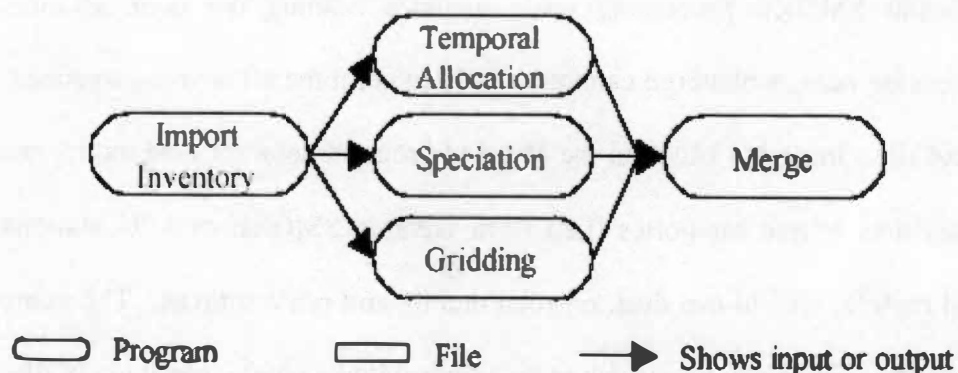 Temporal
Allocation
Import
Inventory
Speciation
Merge
Gridding
Program
File
Shows input or output